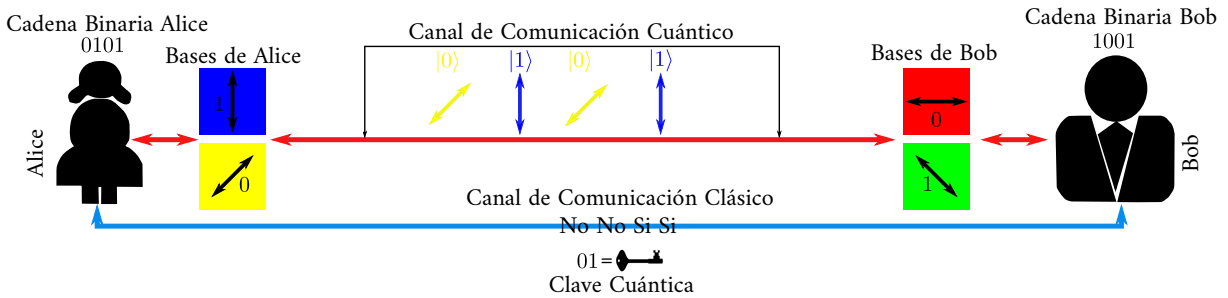 Cadena Binaria Alice
0101
Bases de Alice
Canal de Comunicación Cuántico
Bases de Bob
Cadena Binaria Bob
1001
|0⟩ |1⟩ |0⟩ |1⟩
1
0
0
1
Alice
Bob
Canal de Comunicación Clásico
No No Si Si
01=
Clave Cuántica